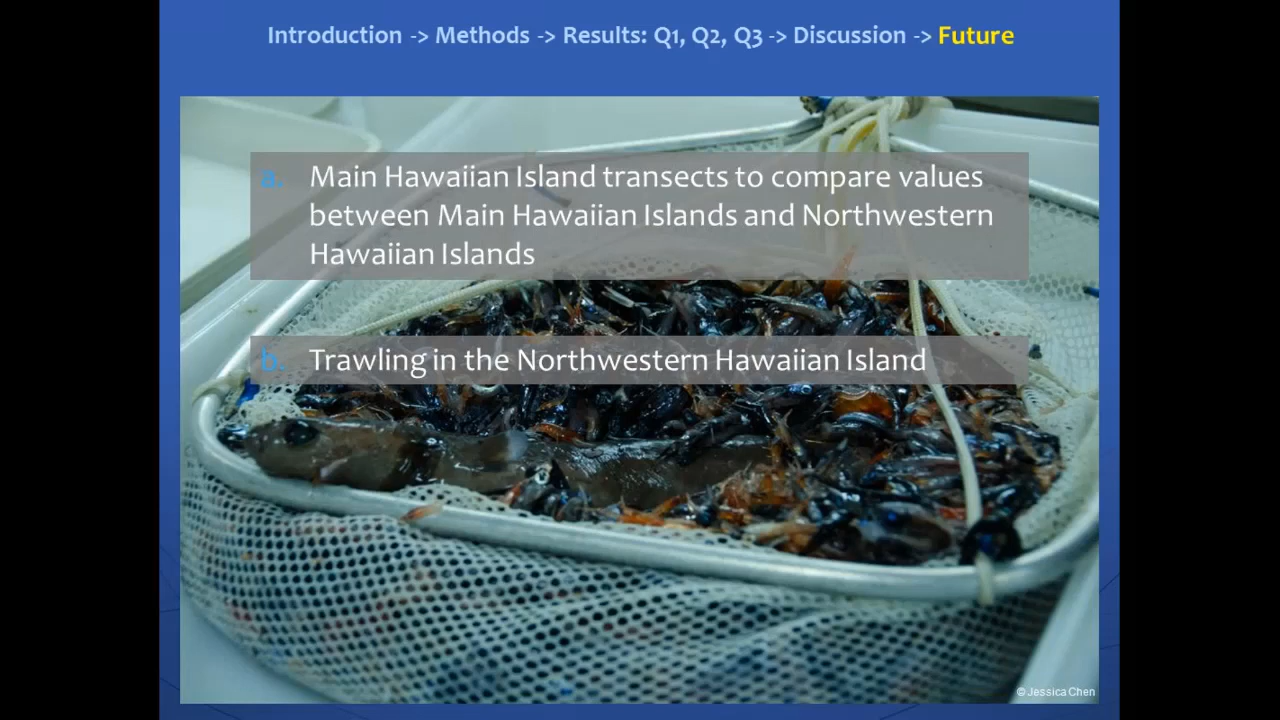 Introduction -> Methods -> Results: Q1, Q2, Q3 -> Discussion -> Future
a. Main Hawaiian Island transects to compare values
between Main Hawaiian Islands and Northwestern
Hawaiian Islands
b. Trawling in the Northwestern Hawaiian Island
© Jessica Chen